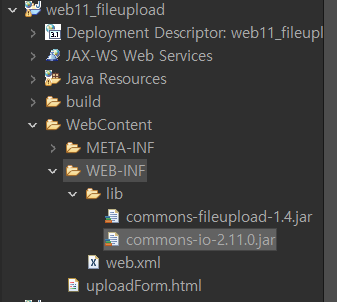 web11_fileupload
Deployment Descriptor: web11_fileupl
JAX-WS Web Services
Java Resources
build
WebContent
META-INF
WEB-INF
lib
commons-fileupload-1.4.jar
commons-io-2.11.0.jar
web.xml
uploadForm.html